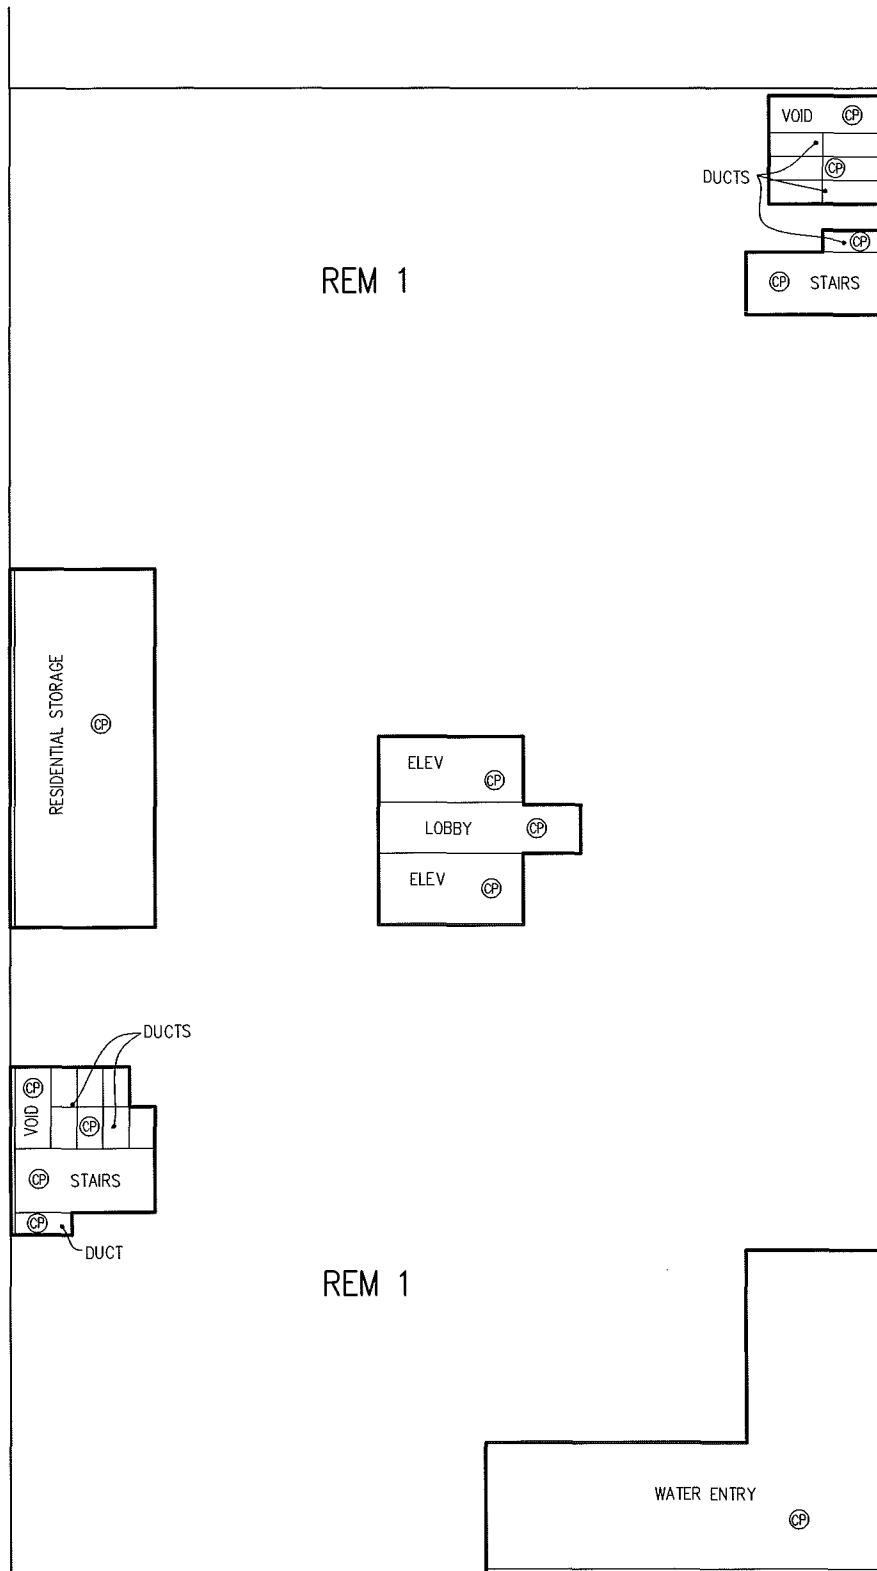 VOID CP
DUCTS CP
CP
REM 1
CP STAIRS
RESIDENTIAL STORAGE
CP
ELEV
CP
LOBBY CP
ELEV
CP
DUCTS
CP
VOID
CP
CP STAIRS
CP
DUCT
REM 1
WATER ENTRY
CP